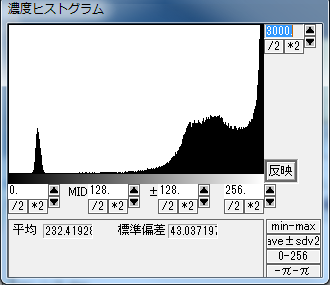 濃度ヒストグラム
3000.
/2 *2
反映
0. MID 128. ± 128. 256.
/2 *2 /2 *2 /2 *2 /2 *2
平均 232.41928 標準偏差 43.03719
min-max
ave±sdv2
0-256
-π-π